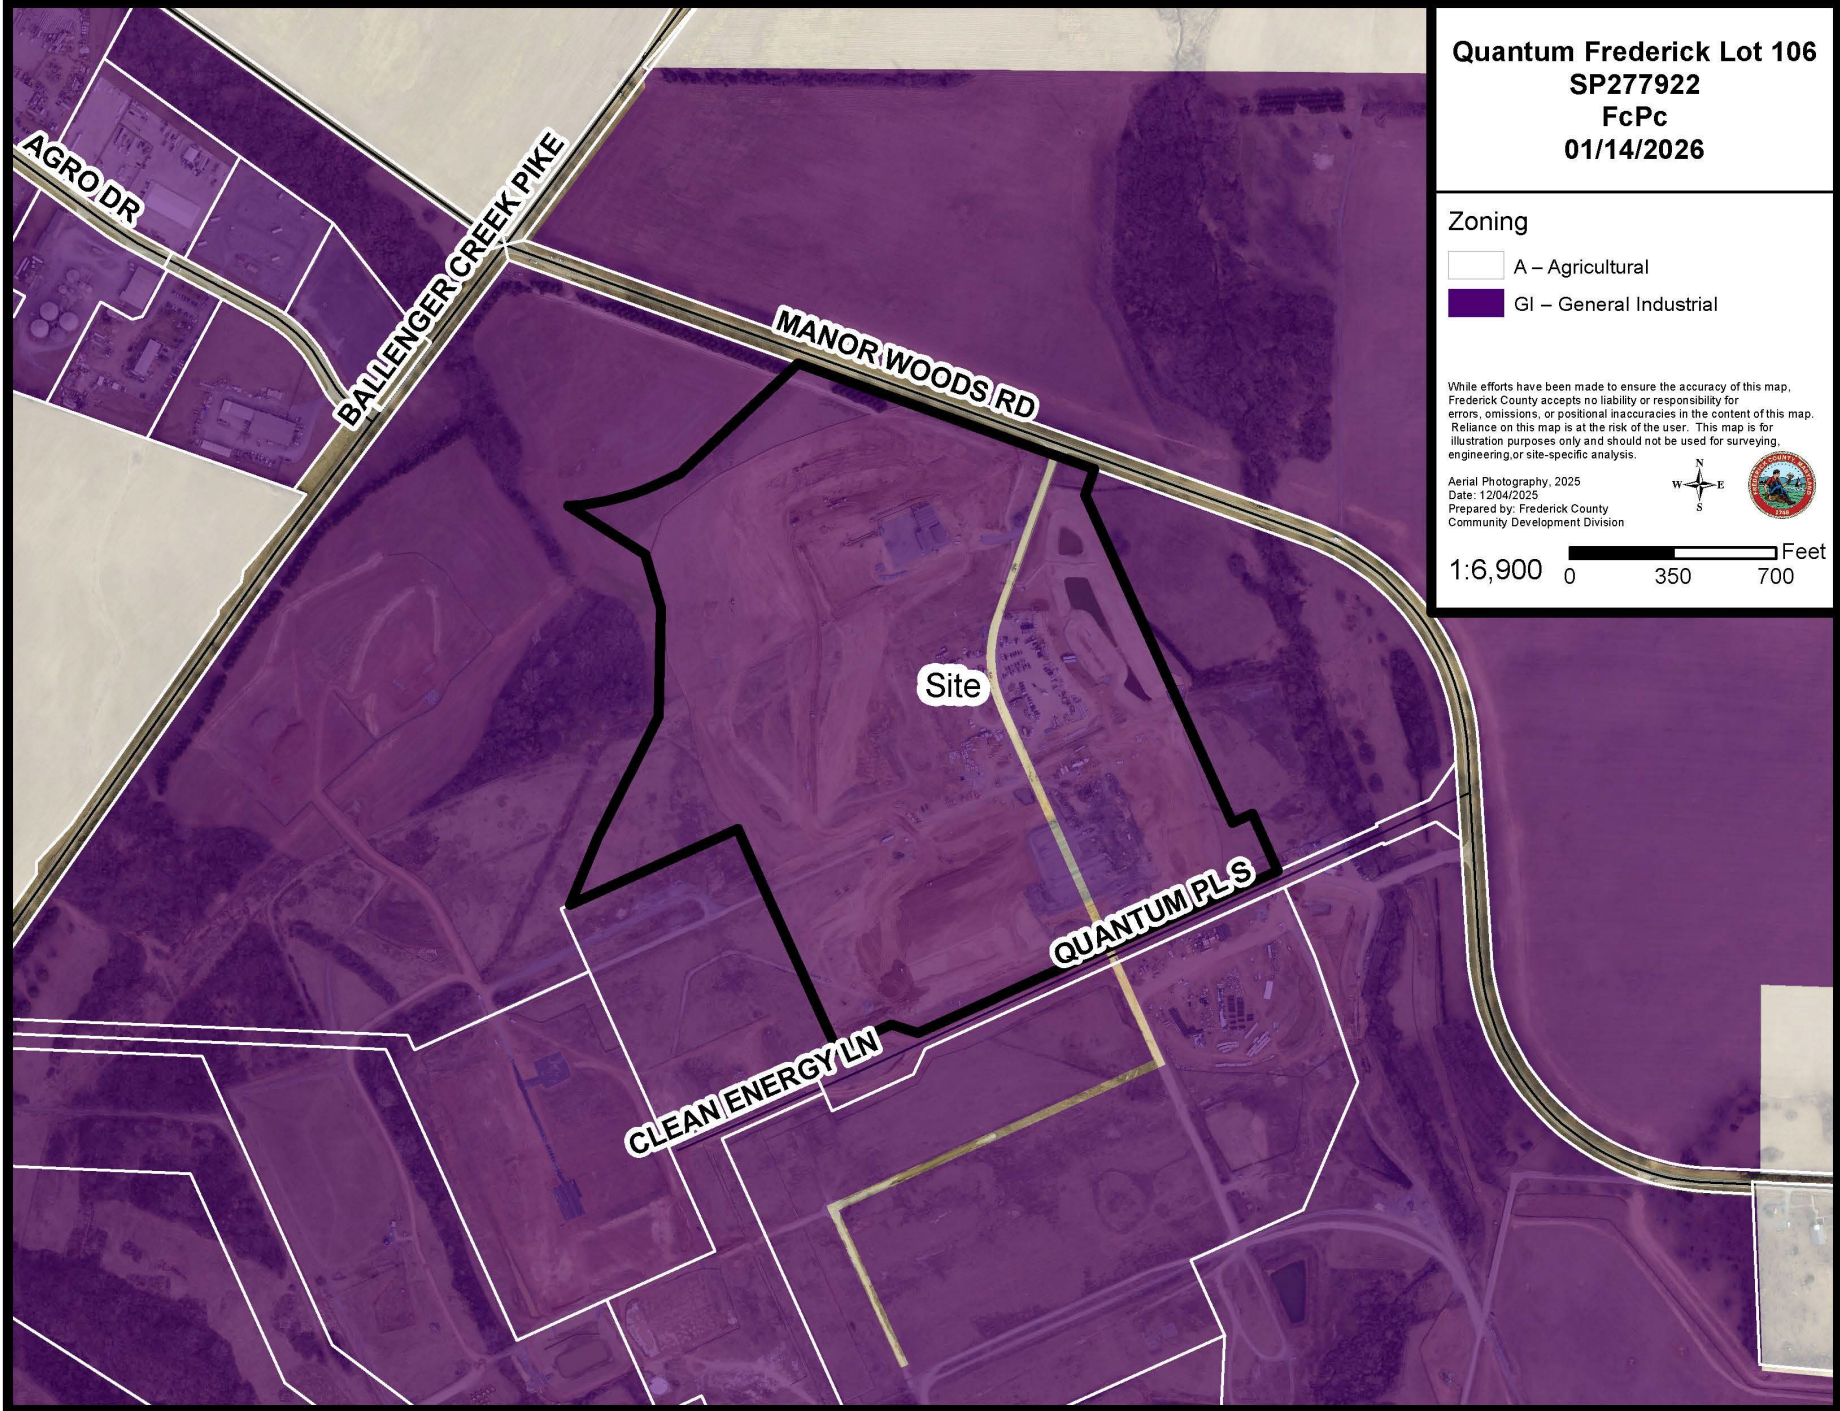 Quantum Frederick Lot 106
SP277922
FcPc
01/14/2026
Zoning
A – Agricultural
GI – General Industrial
While efforts have been made to ensure the accuracy of this map,
Frederick County accepts no liability or responsibility for
errors, omissions, or positional inaccuracies in the content of this map.
Reliance on this map is at the risk of the user. This map is for
illustration purposes only and should not be used for surveying,
engineering,or site-specific analysis.
Aerial Photography, 2025
Date: 12/04/2025
Prepared by: Frederick County
Community Development Division
N
W
E
S
FREDERICK COUNTY, MARYLAND
1748
1:6,900
Feet
0
350
700
AGRO DR
BALLENGER CREEK PIKE
MANOR WOODS RD
Site
QUANTUM PL S
CLEAN ENERGY LN